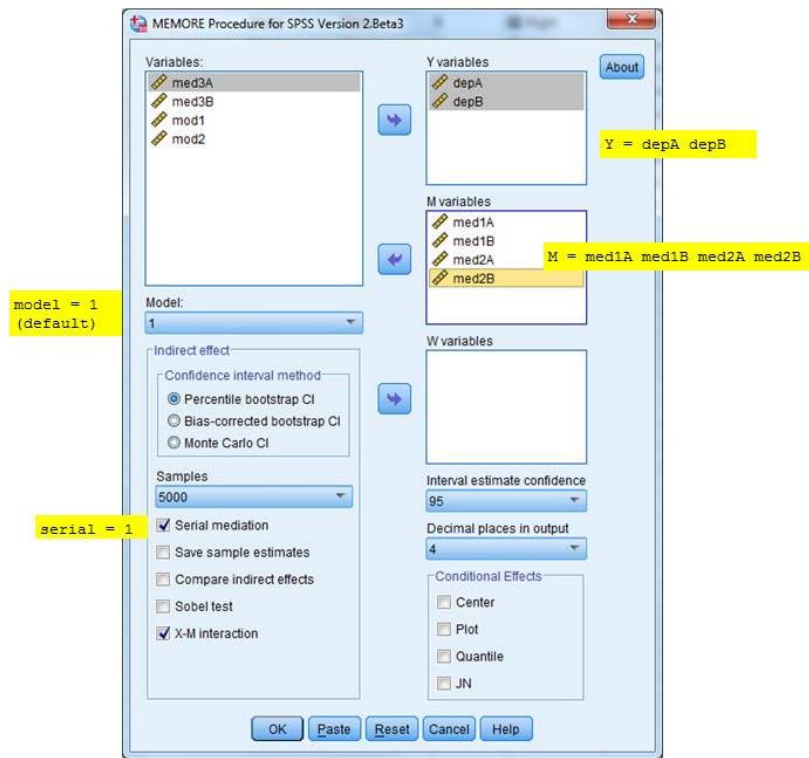 MEMORE Procedure for SPSS Version 2.Beta3
Variables:
med3A
med3B
mod1
mod2
Y variables
depA
depB
About
Y = depA depB
M variables
med1A
med1B
med2A
med2B
M = med1A med1B med2A med2B
model = 1
(default)
Model:
1
Indirect effect
Confidence interval method
Percentile bootstrap CI
Bias-corrected bootstrap CI
Monte Carlo CI
Samples
5000
serial = 1
Serial mediation
Save sample estimates
Compare indirect effects
Sobel test
X-M interaction
W variables
Interval estimate confidence
95
Decimal places in output
4
Conditional Effects
Center
Plot
Quantile
JN
OK
Paste
Reset
Cancel
Help